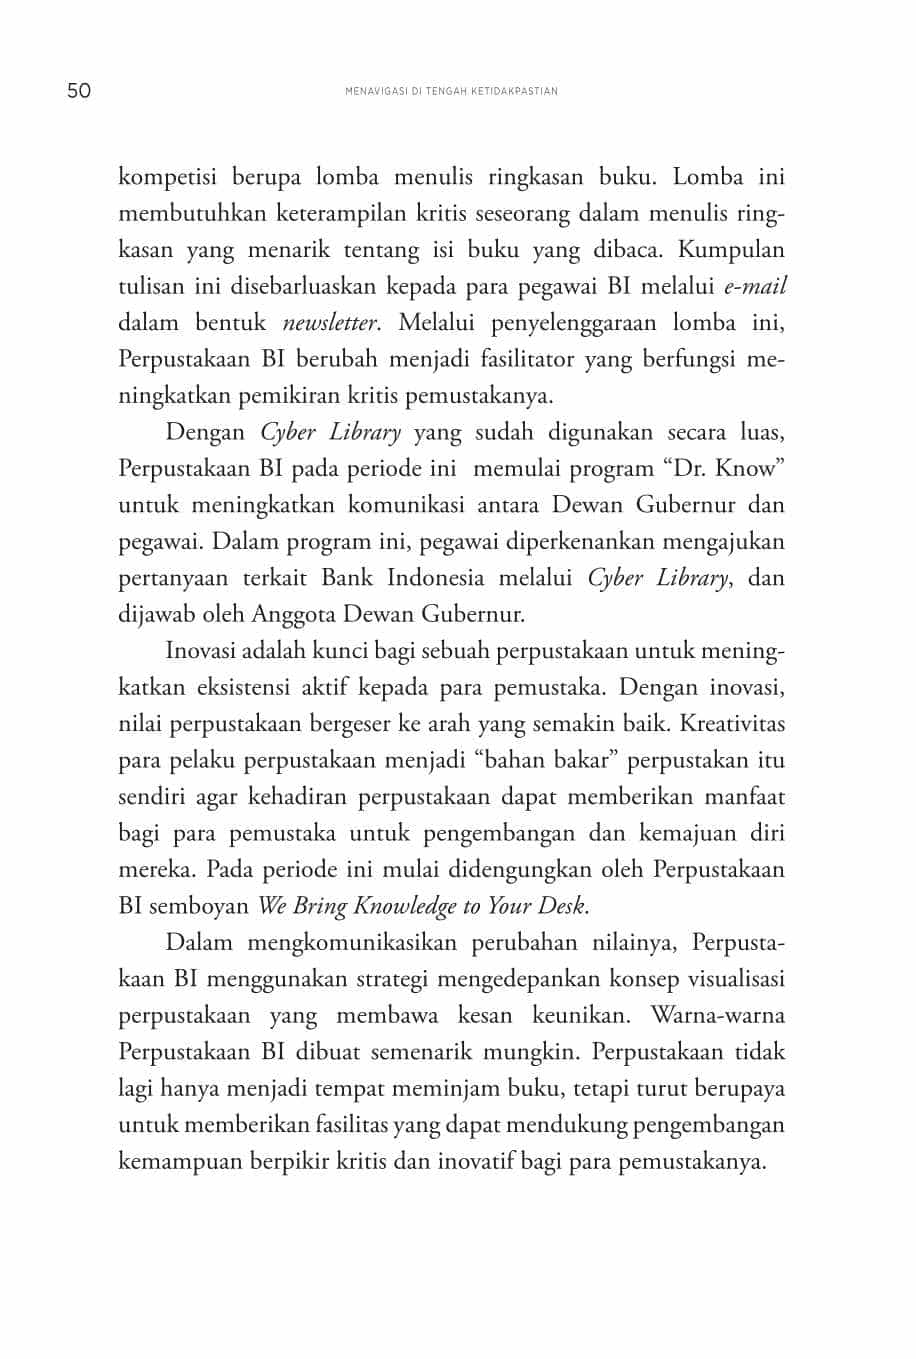 50
MENAVIGASI DI TENGAH KETIDAKPASTIAN
kompetisi berupa lomba menulis ringkasan buku. Lomba ini
membutuhkan keterampilan kritis seseorang dalam menulis ring-
kasan yang menarik tentang isi buku yang dibaca. Kumpulan
tulisan ini disebarluaskan kepada para pegawai BI melalui e-mail
dalam bentuk newsletter. Melalui penyelenggaraan lomba ini,
Perpustakaan BI berubah menjadi fasilitator yang berfungsi me-
ningkatkan pemikiran kritis pemustakanya.
Dengan Cyber Library yang sudah digunakan secara luas,
Perpustakaan BI pada periode ini  memulai program “Dr. Know”
untuk meningkatkan komunikasi antara Dewan Gubernur dan
pegawai. Dalam program ini, pegawai diperkenankan mengajukan
pertanyaan terkait Bank Indonesia melalui Cyber Library, dan
dijawab oleh Anggota Dewan Gubernur.
Inovasi adalah kunci bagi sebuah perpustakaan untuk mening-
katkan eksistensi aktif kepada para pemustaka. Dengan inovasi,
nilai perpustakaan bergeser ke arah yang semakin baik. Kreativitas
para pelaku perpustakaan menjadi “bahan bakar” perpustakan itu
sendiri agar kehadiran perpustakaan dapat memberikan manfaat
bagi para pemustaka untuk pengembangan dan kemajuan diri
mereka. Pada periode ini mulai didengungkan oleh Perpustakaan
BI semboyan We Bring Knowledge to Your Desk.
Dalam mengkomunikasikan perubahan nilainya, Perpusta-
kaan BI menggunakan strategi mengedepankan konsep visualisasi
perpustakaan yang membawa kesan keunikan. Warna-warna
Perpustakaan BI dibuat semenarik mungkin. Perpustakaan tidak
lagi hanya menjadi tempat meminjam buku, tetapi turut berupaya
untuk memberikan fasilitas yang dapat mendukung pengembangan
kemampuan berpikir kritis dan inovatif bagi para pemustakanya.